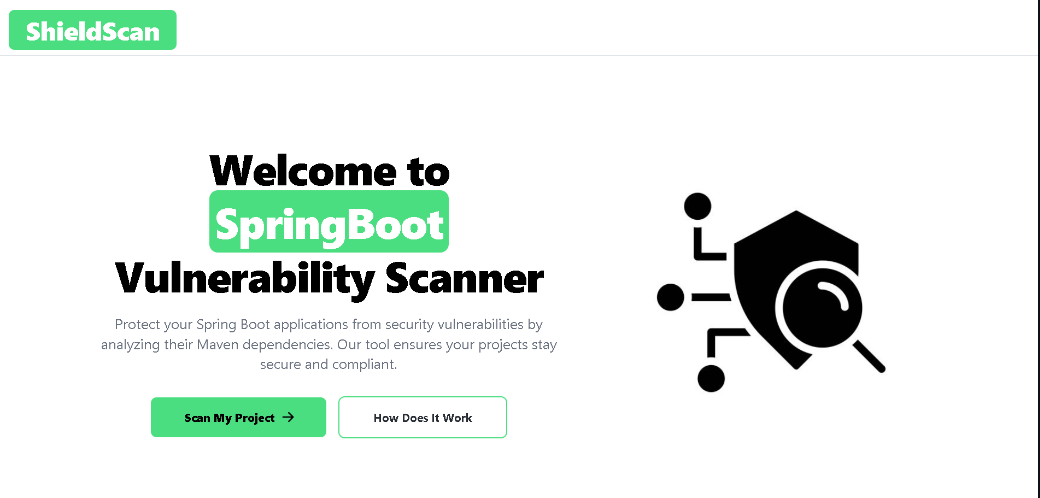 ShieldScan
Welcome to
SpringBoot
Vulnerability Scanner
Protect your Spring Boot applications from security vulnerabilities by
analyzing their Maven dependencies. Our tool ensures your projects stay
secure and compliant.
Scan My Project →
How Does It Work